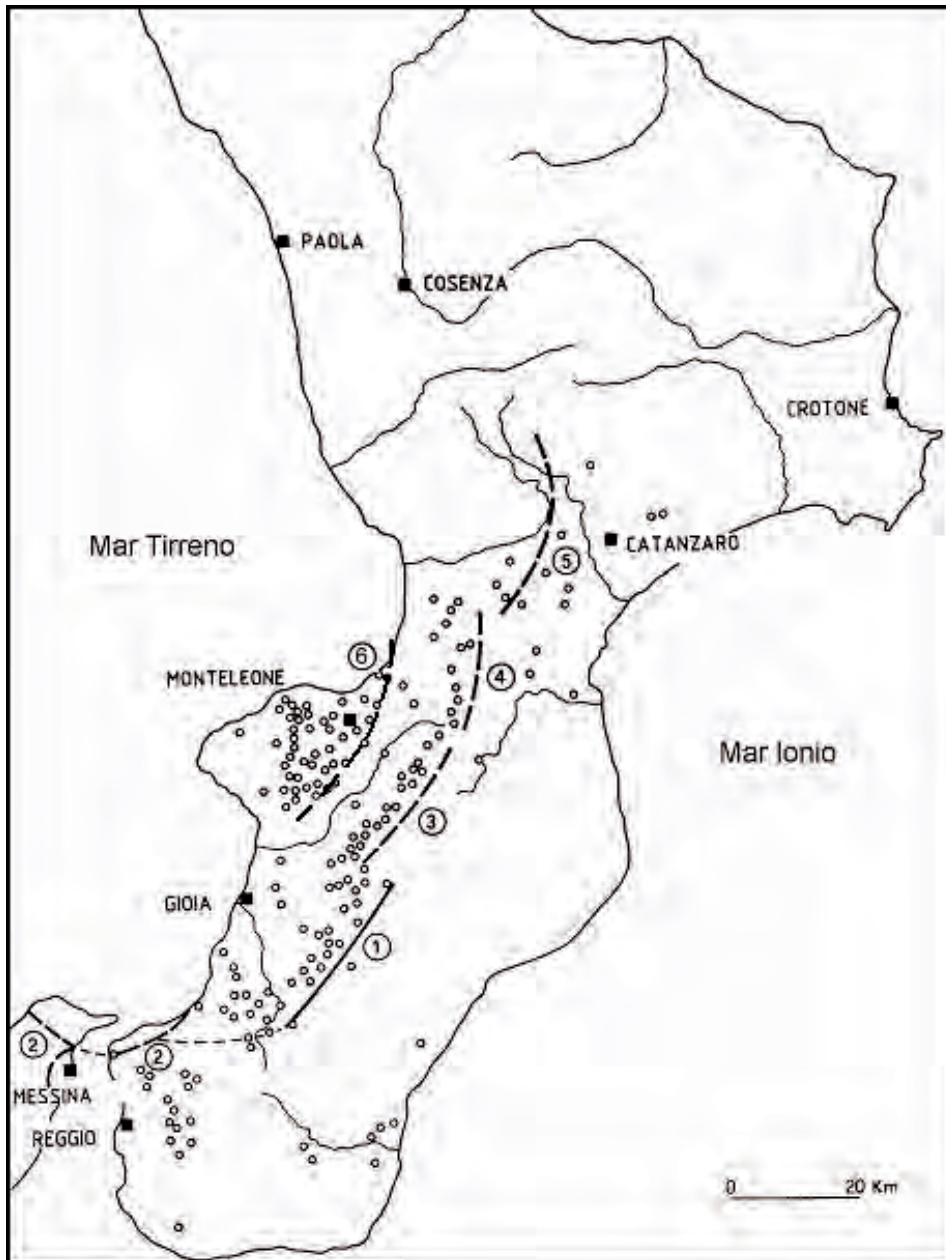 PAOLA
COSENZA
CROTONE
Mar Tirreno
CATANZARO
5
6
MONTELEONE
4
Mar Ionio
3
GIOIA
1
2
2
MESSINA
REGGIO
0 20 Km